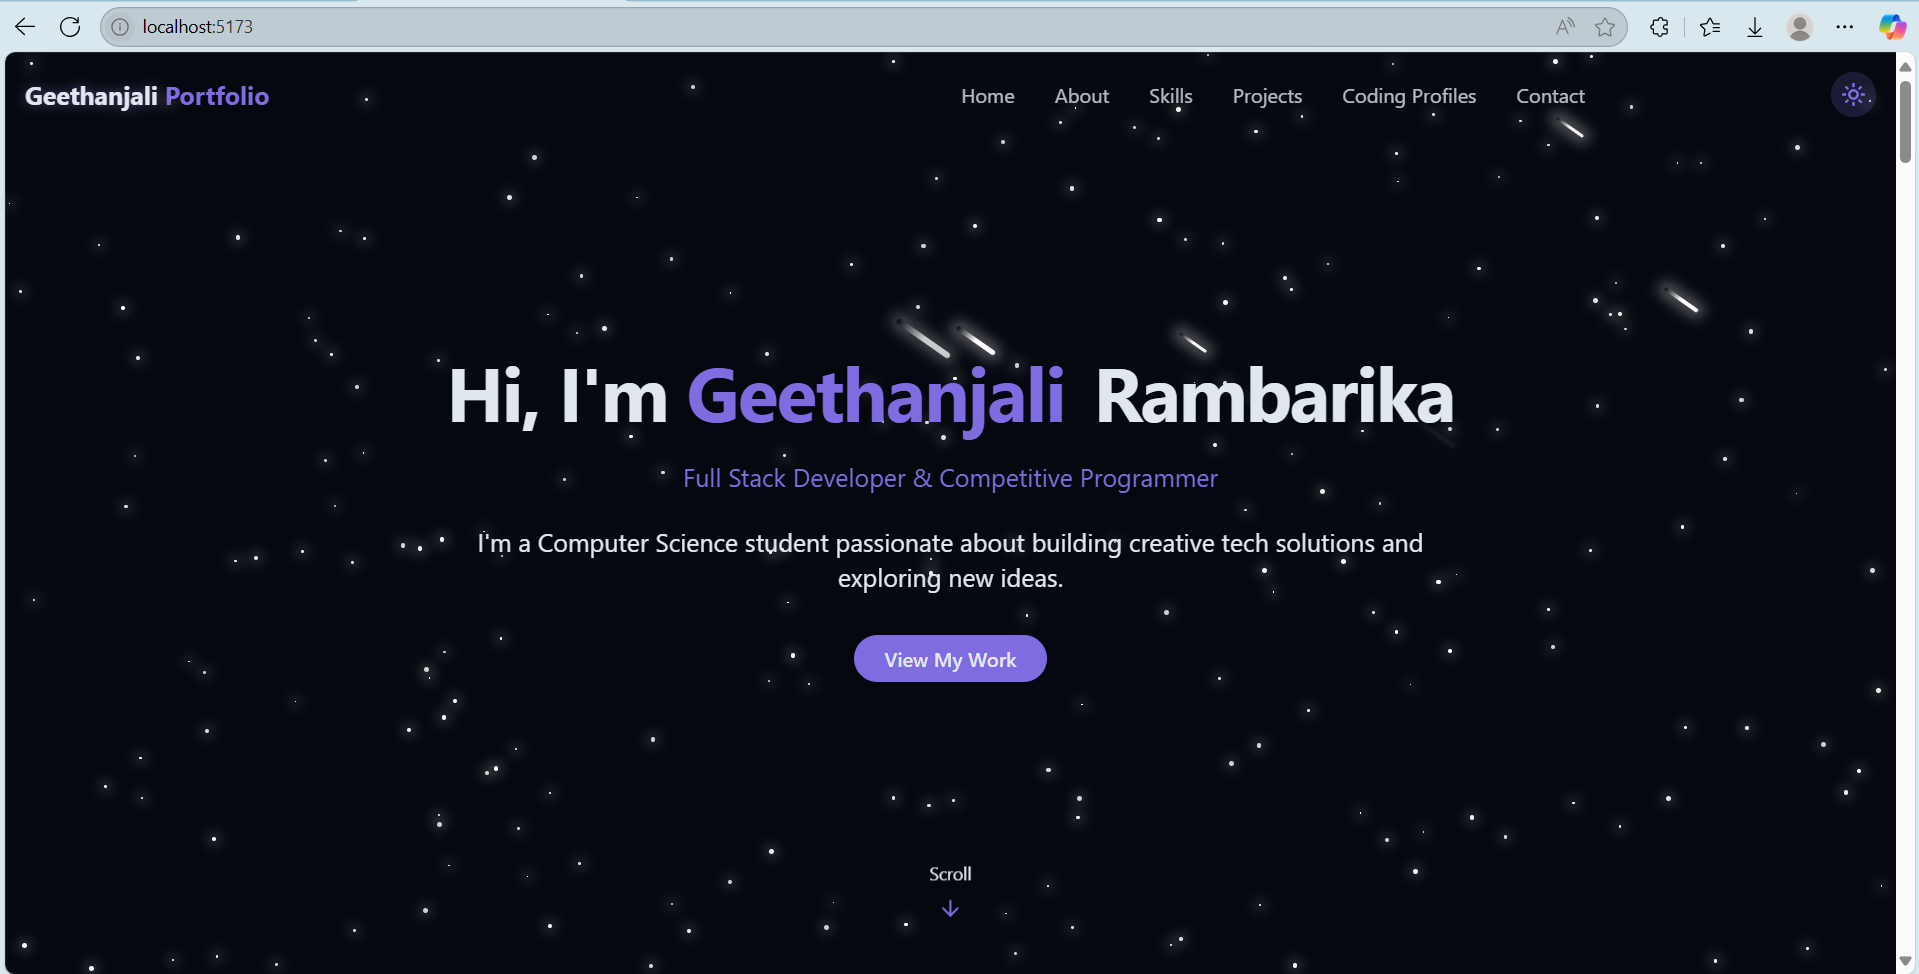 localhost:5173
Geethanjali Portfolio
Home About Skills Projects Coding Profiles Contact
Hi, I'm Geethanjali Rambarika
Full Stack Developer & Competitive Programmer
I'm a Computer Science student passionate about building creative tech solutions and
exploring new ideas.
View My Work
Scroll